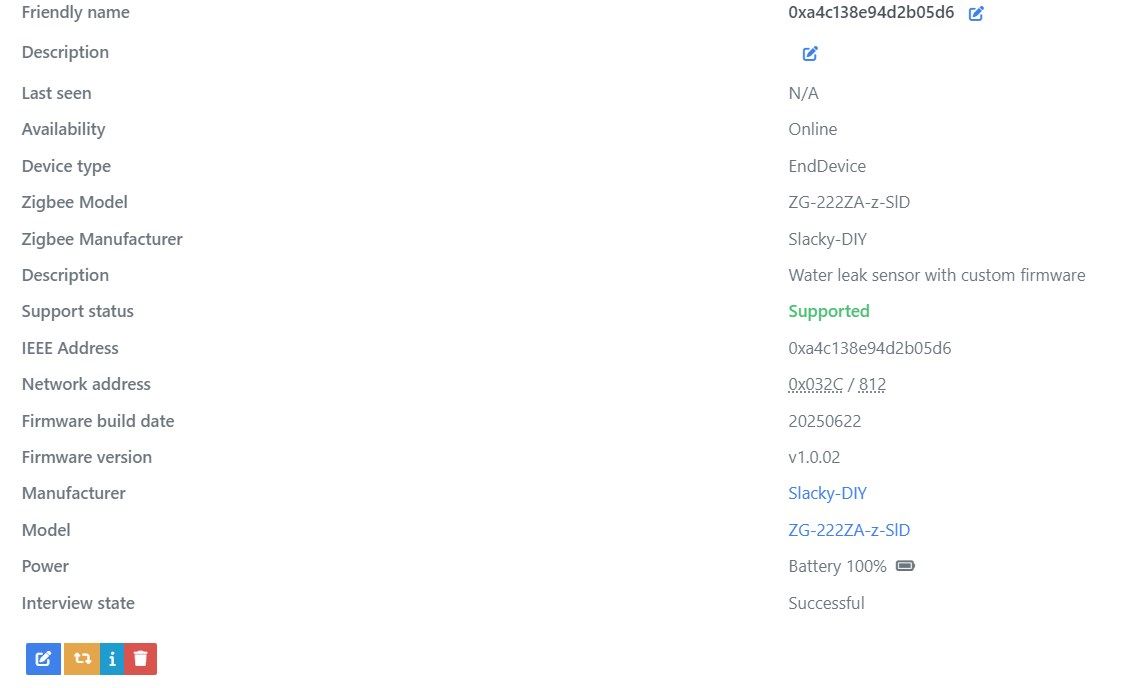 Friendly name 0xa4c138e94d2b05d6
Description
Last seen N/A
Availability Online
Device type EndDevice
Zigbee Model ZG-222ZA-z-SlD
Zigbee Manufacturer Slacky-DIY
Description Water leak sensor with custom firmware
Support status Supported
IEEE Address 0xa4c138e94d2b05d6
Network address 0x032C / 812
Firmware build date 20250622
Firmware version v1.0.02
Manufacturer Slacky-DIY
Model ZG-222ZA-z-SlD
Power Battery 100%
Interview state Successful